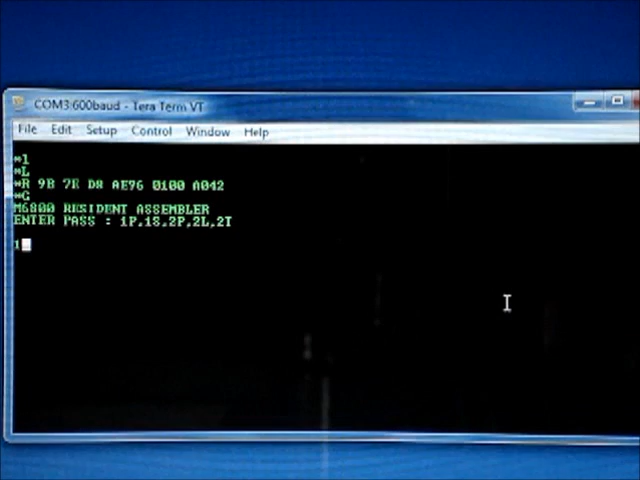 COM3:600baud - Tera Term VT
File Edit Setup Control Window Help
*l
*L
*R 9B 7E D8 AE96 0100 A042
*G
M6800 RESIDENT ASSEMBLER
ENTER PASS : 1P,1S,2P,2L,2T
1